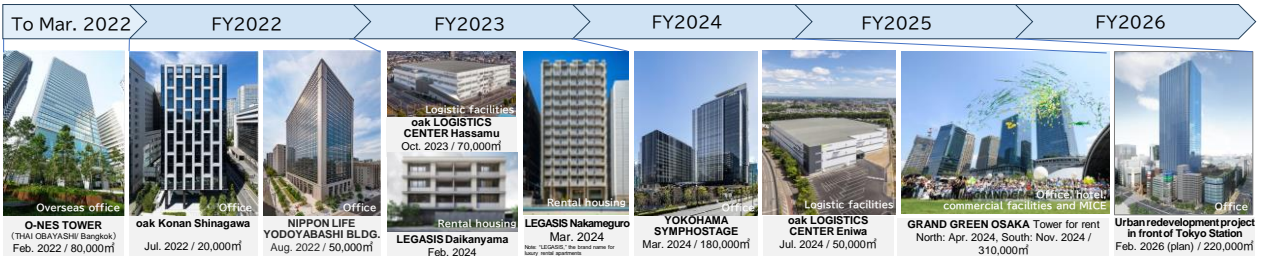 To Mar. 2022
FY2022
FY2023
FY2024
FY2025
FY2026
Overseas office
O-NES TOWER
(THAI OBAYASHI/ Bangkok)
Feb. 2022 / 80,000㎡
Office
oak Konan Shinagawa
Jul. 2022 / 20,000㎡
Office
NIPPON LIFE
YODOYABASHI BLDG.
Aug. 2022 / 50,000㎡
Logistic facilities
oak LOGISTICS
CENTER Hassamu
Oct. 2023 / 70,000㎡
Rental housing
LEGASIS Daikanyama
Feb. 2024
Rental housing
LEGASIS Nakameguro
Mar. 2024
Note: "LEGASIS," the brand name for
luxury rental apartments
Office
YOKOHAMA
SYMPHOSTAGE
Mar. 2024 / 180,000㎡
Logistic facilities
oak LOGISTICS
CENTER Eniwa
Jul. 2024 / 50,000㎡
Office, hotel,
commercial facilities and MICE
GRAND GREEN OSAKA Tower for rent
North: Apr. 2024, South: Nov. 2024 /
310,000㎡
Office
Urban redevelopment project
in front of Tokyo Station
Feb. 2026 (plan) / 220,000㎡